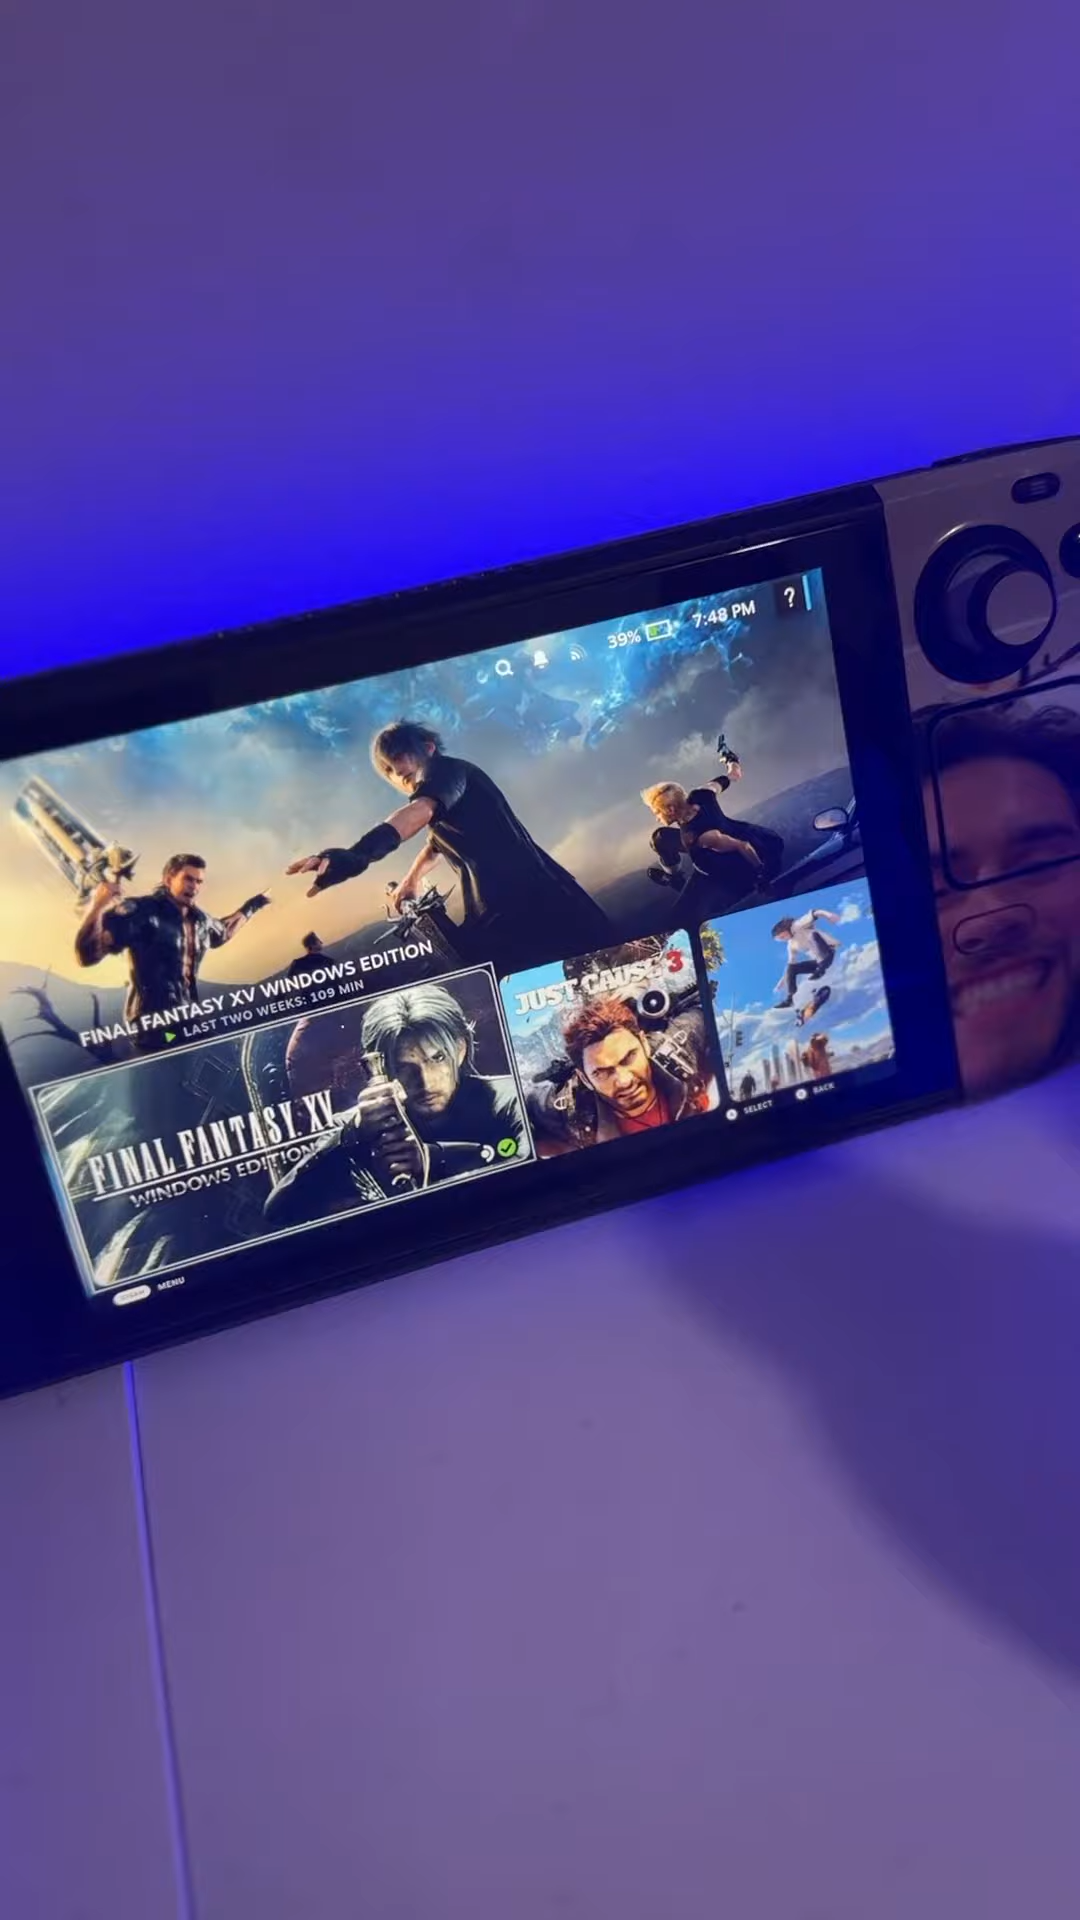 39% 7:48 PM ?
FINAL FANTASY XV WINDOWS EDITION
LAST TWO WEEKS: 109 MIN
FINAL FANTASY XV
WINDOWS EDITION
JUST CAUSE 3
STEAM MENU
A SELECT B BACK